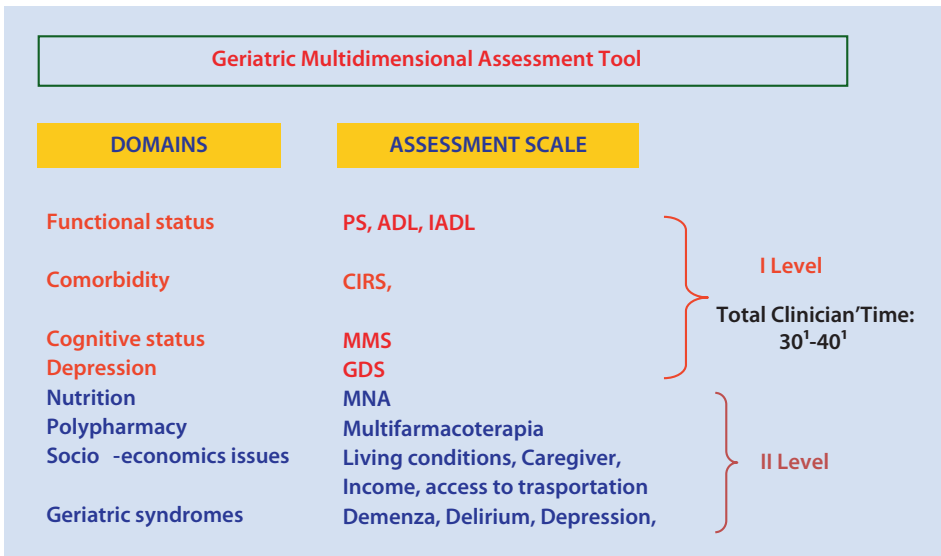 Geriatric Multidimensional Assessment Tool
DOMAINS ASSESSMENT SCALE
Functional status PS, ADL, IADL
Comorbidity CIRS,
I Level
Total Clinician'Time:
30¹-40¹
Cognitive status MMS
Depression GDS
Nutrition MNA
Polypharmacy Multifarmacoterapia
Socio -economics issues Living conditions, Caregiver,
II Level
Income, access to trasportation
Geriatric syndromes Demenza, Delirium, Depression,